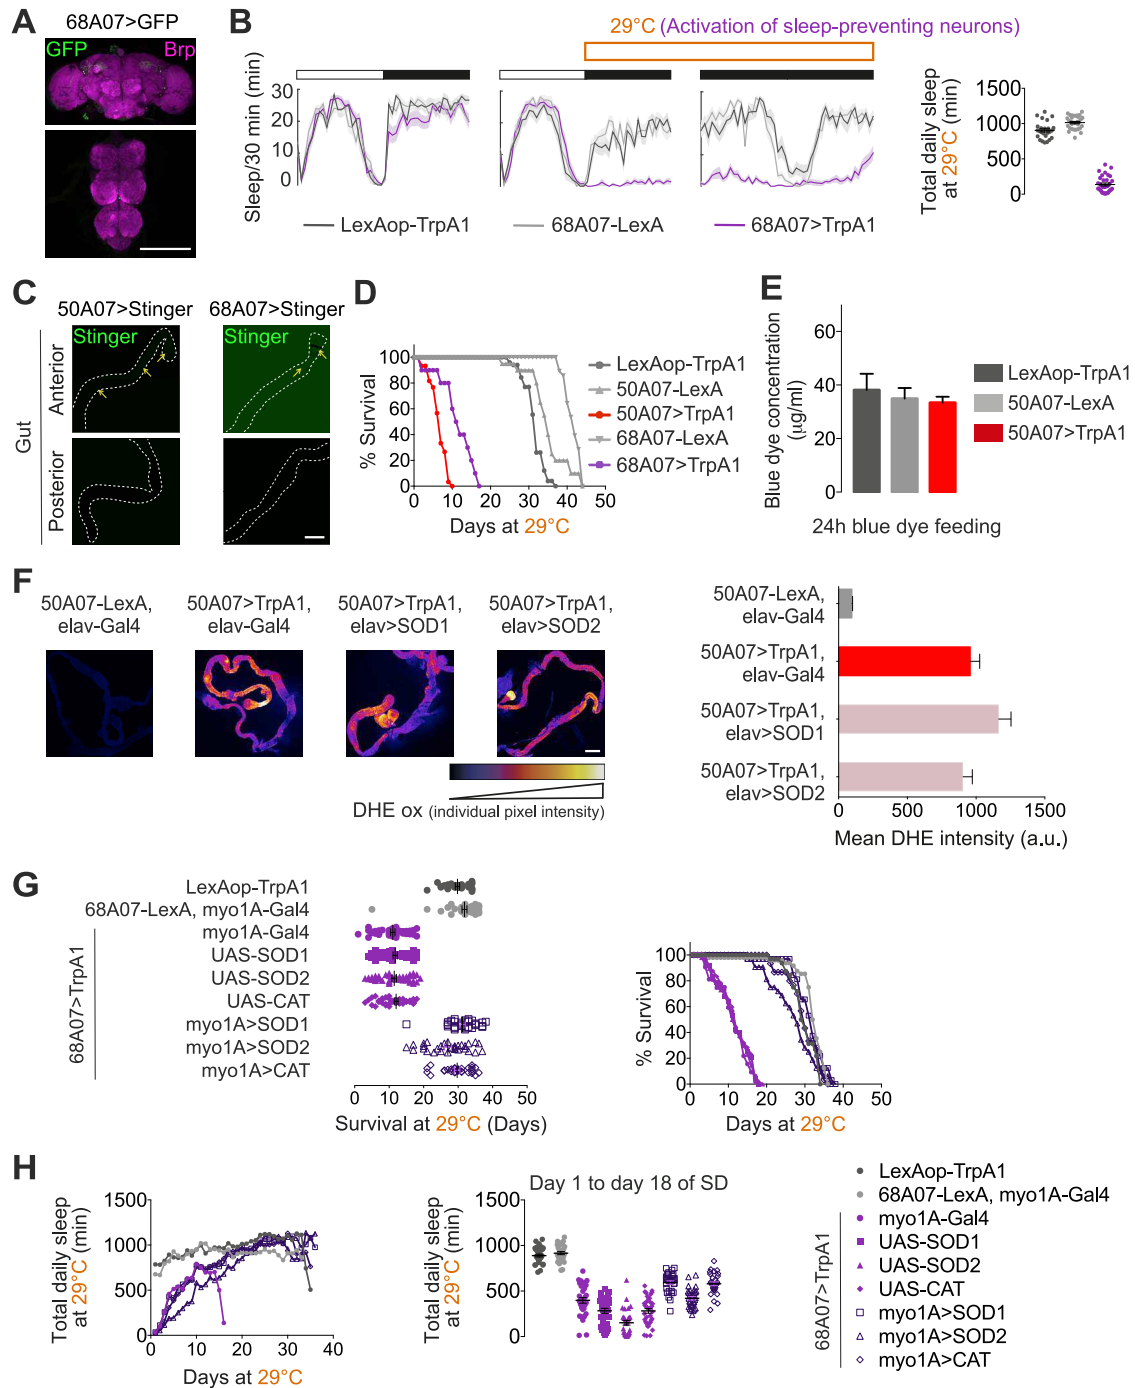 A
68A07>GFP
GFP
Brp
B
29°C (Activation of sleep-preventing neurons)
Sleep/30 min (min)
30
20
10
0
LexAop-TrpA1
68A07-LexA
68A07>TrpA1
Total daily sleep
at 29°C (min)
1500
1000
500
0
C
50A07>Stinger
68A07>Stinger
Stinger
Stinger
Gut
Anterior
Posterior
D
% Survival
100
80
60
40
20
0
0 10 20 30 40 50
Days at 29°C
LexAop-TrpA1
50A07-LexA
50A07>TrpA1
68A07-LexA
68A07>TrpA1
E
Blue dye concentration
(µg/ml)
60
40
20
0
24h blue dye feeding
LexAop-TrpA1
50A07-LexA
50A07>TrpA1
F
50A07-LexA,
elav-Gal4
50A07>TrpA1,
elav-Gal4
50A07>TrpA1,
elav>SOD1
50A07>TrpA1,
elav>SOD2
DHE ox (individual pixel intensity)
50A07-LexA,
elav-Gal4
50A07>TrpA1,
elav-Gal4
50A07>TrpA1,
elav>SOD1
50A07>TrpA1,
elav>SOD2
0 500 1000 1500
Mean DHE intensity (a.u.)
G
68A07>TrpA1
LexAop-TrpA1
68A07-LexA, myo1A-Gal4
myo1A-Gal4
UAS-SOD1
UAS-SOD2
UAS-CAT
myo1A>SOD1
myo1A>SOD2
myo1A>CAT
0 10 20 30 40 50
Survival at 29°C (Days)
% Survival
100
80
60
40
20
0
0 10 20 30 40 50
Days at 29°C
H
Total daily sleep
at 29°C (min)
1500
1000
500
0
0 10 20 30 40
Days at 29°C
Day 1 to day 18 of SD
Total daily sleep
at 29°C (min)
1500
1000
500
0
68A07>TrpA1
LexAop-TrpA1
68A07-LexA, myo1A-Gal4
myo1A-Gal4
UAS-SOD1
UAS-SOD2
UAS-CAT
myo1A>SOD1
myo1A>SOD2
myo1A>CAT